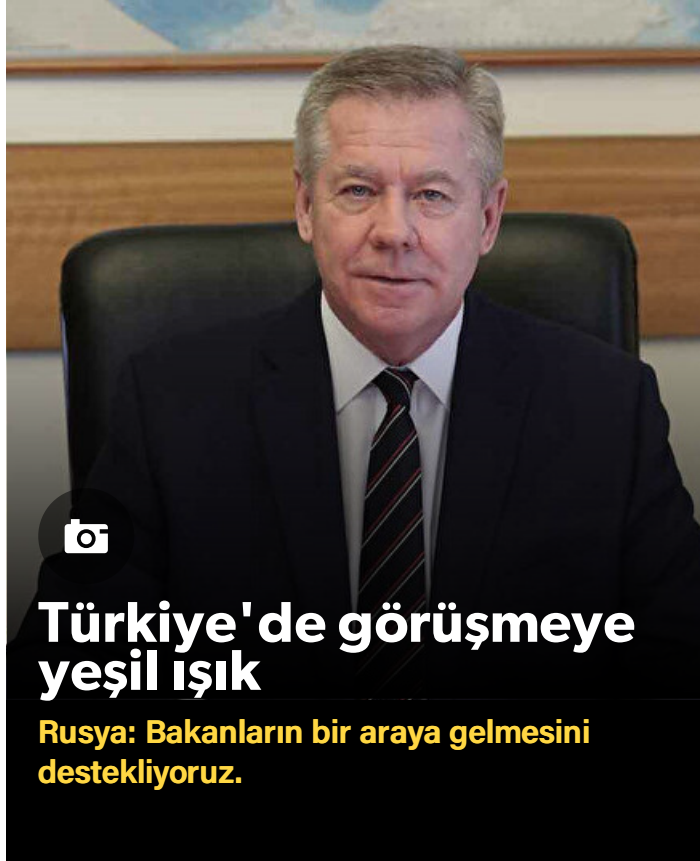 Türkiye'de görüşmeye
yeşil ışık
Rusya: Bakanların bir araya gelmesini
destekliyoruz.